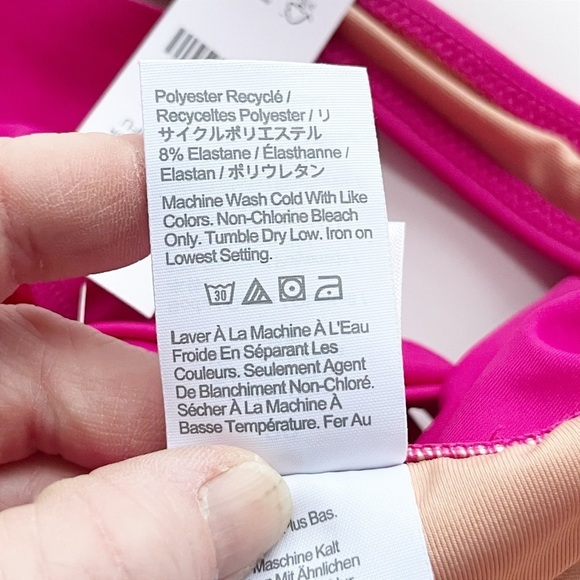 Polyester Recyclé /
Recyceltes Polyester / リ
サイクルポリエステル
8% Elastane / Élasthanne /
Elastan / ポリウレタン
Machine Wash Cold With Like
Colors. Non-Chlorine Bleach
Only. Tumble Dry Low. Iron on
Lowest Setting.
30
Laver À La Machine À L'Eau
Froide En Séparant Les
Couleurs. Seulement Agent
De Blanchiment Non-Chloré.
Sécher À La Machine À
Basse Température. Fer Au
Plus Bas.
Maschine Kalt
Mit Ähnlichen